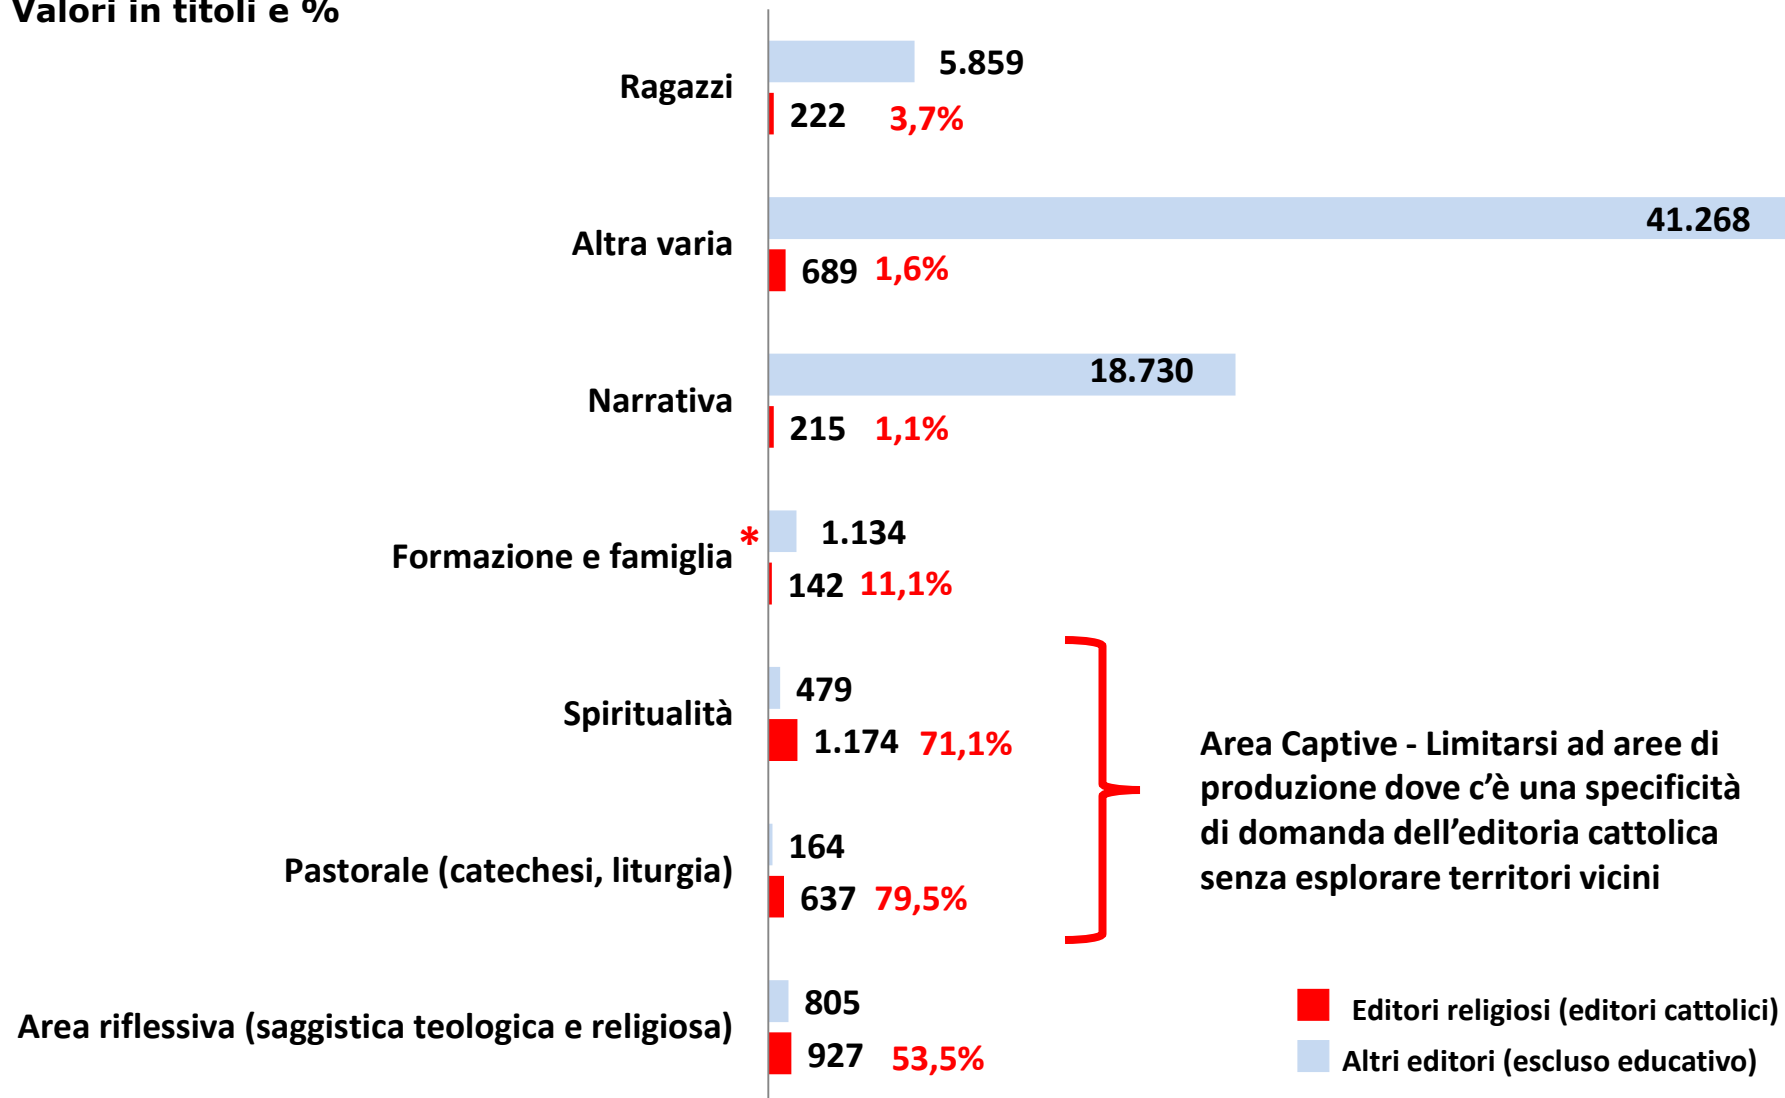 Valori in titoli e %
Ragazzi
5.859
222 3,7%
Altra varia
41.268
689 1,6%
Narrativa
18.730
215 1,1%
Formazione e famiglia *
1.134
142 11,1%
Spiritualità
479
1.174 71,1%
Pastorale (catechesi, liturgia)
164
637 79,5%
Area riflessiva (saggistica teologica e religiosa)
805
927 53,5%
Area Captive - Limitarsi ad aree di
produzione dove c’è una specificità
di domanda dell’editoria cattolica
senza esplorare territori vicini
Editori religiosi (editori cattolici)
Altri editori (escluso educativo)